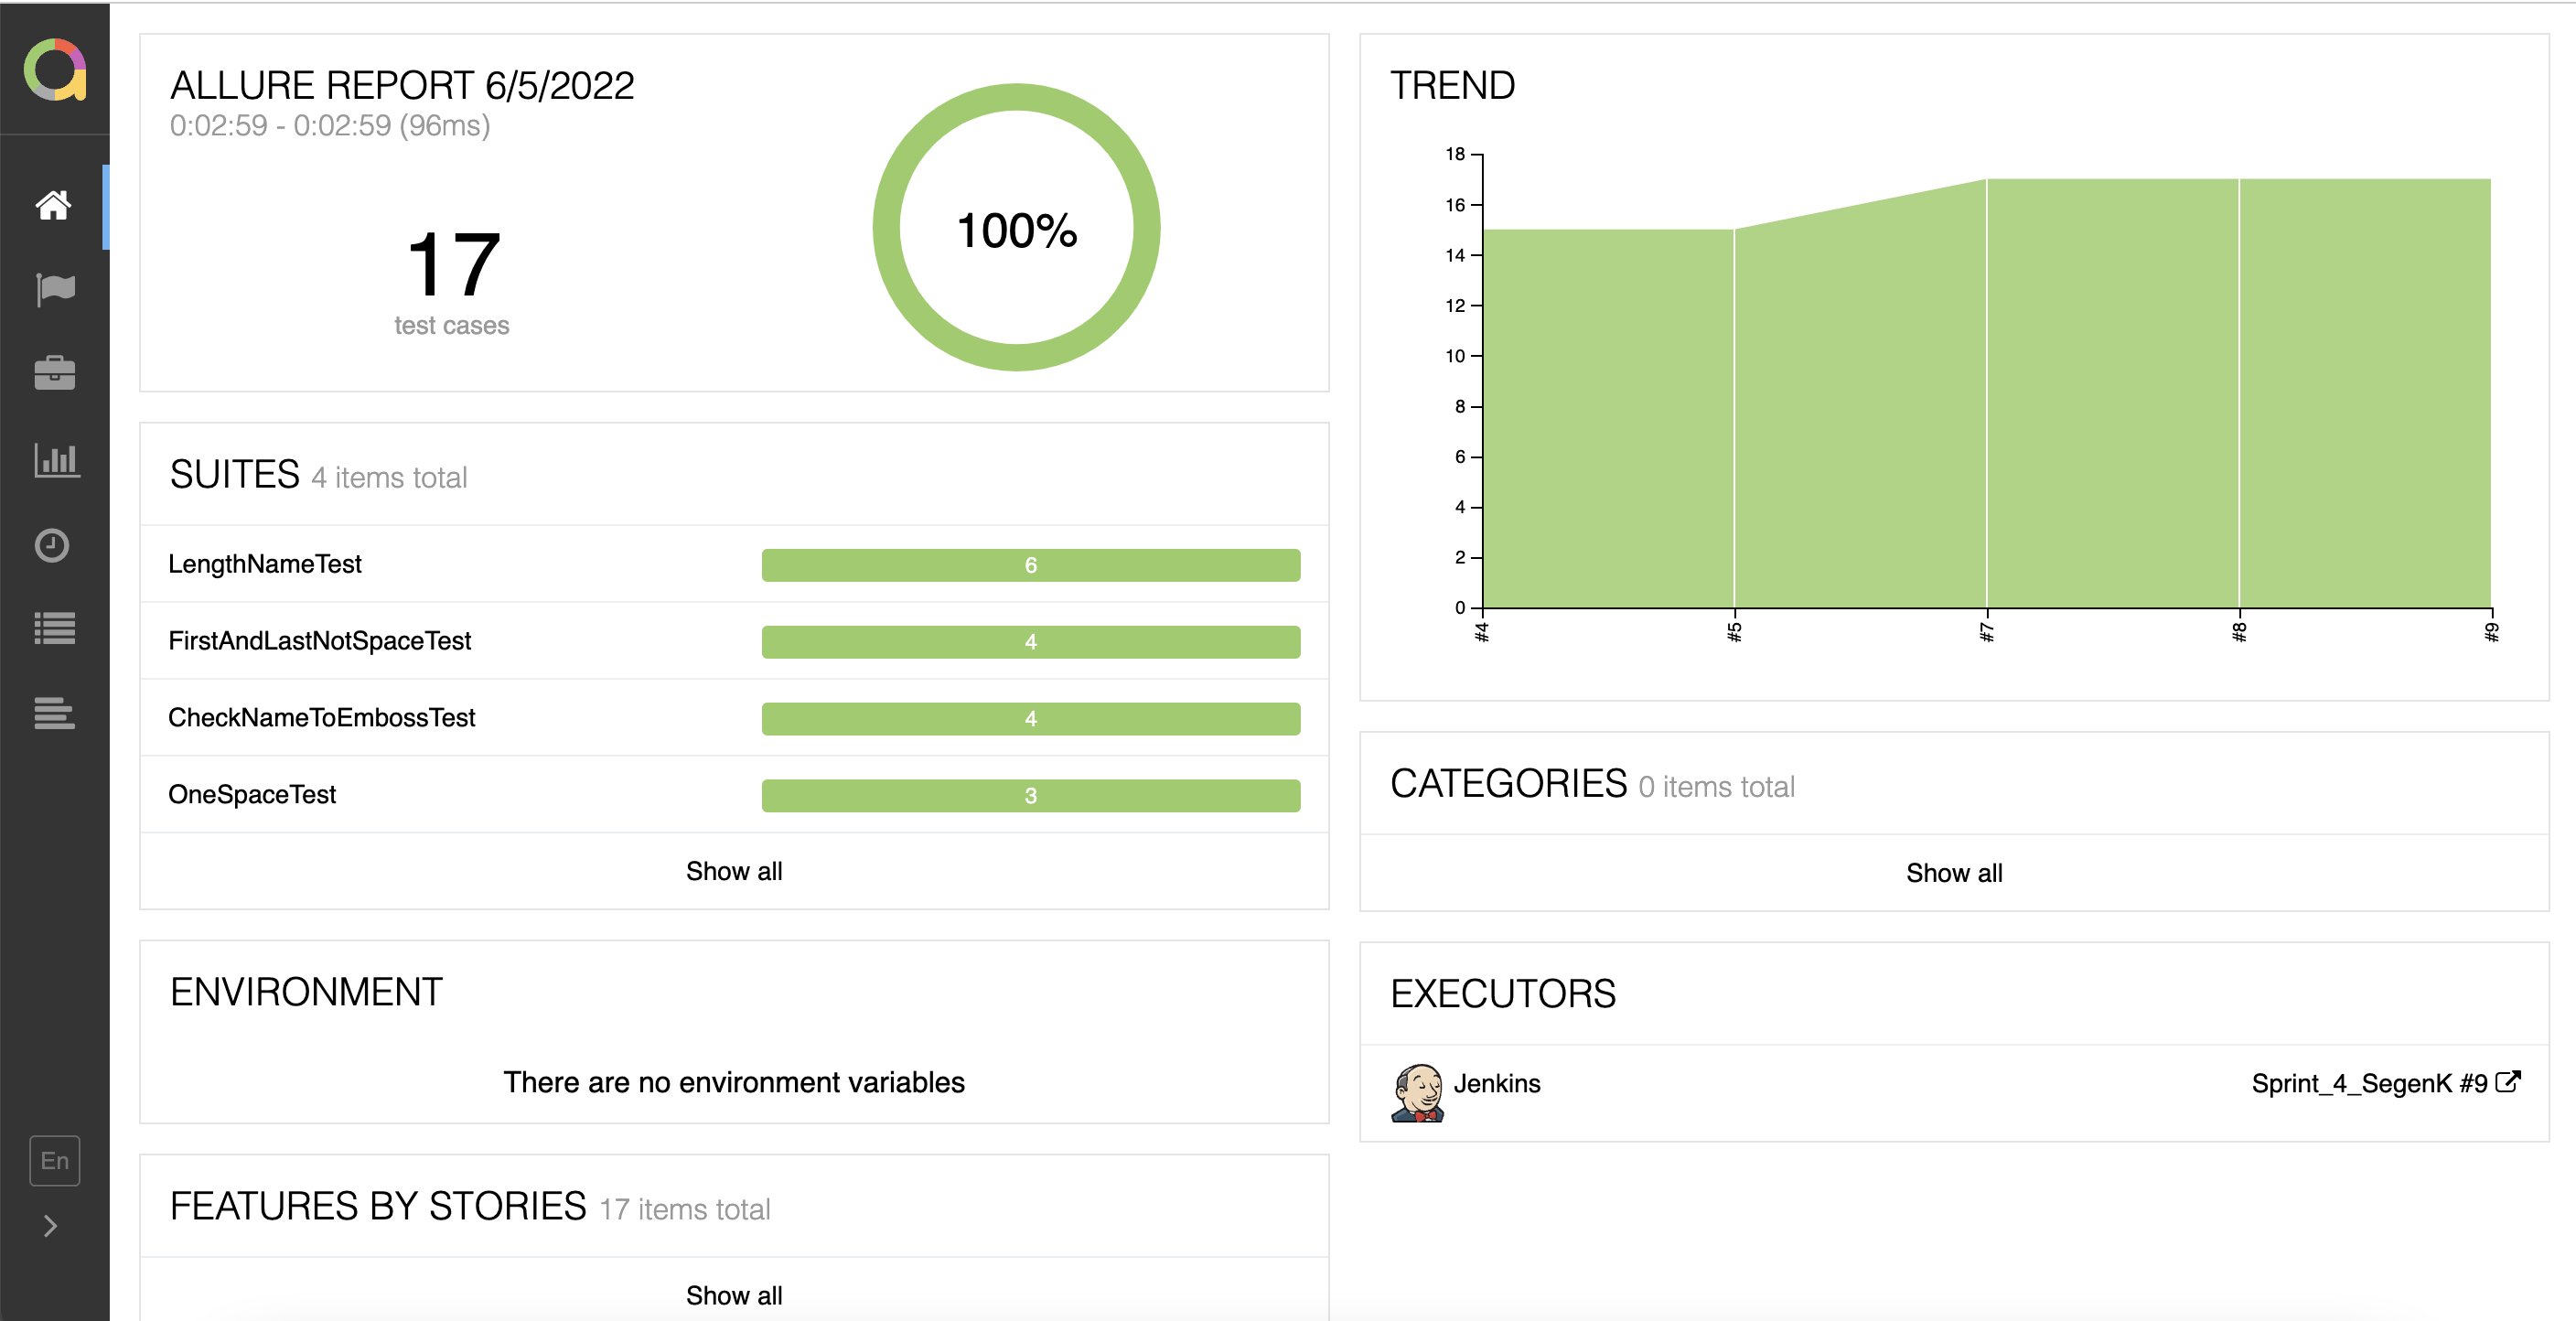 ALLURE REPORT 6/5/2022
0:02:59 - 0:02:59 (96ms)
17
test cases
100%
SUITES 4 items total
LengthNameTest 6
FirstAndLastNotSpaceTest 4
CheckNameToEmbossTest 4
OneSpaceTest 3
Show all
ENVIRONMENT
There are no environment variables
FEATURES BY STORIES 17 items total
Show all
TREND
18
16
14
12
10
8
6
4
2
0
#4 #5 #7 #8 #9
CATEGORIES 0 items total
Show all
EXECUTORS
Jenkins Sprint_4_SegenK #9
En